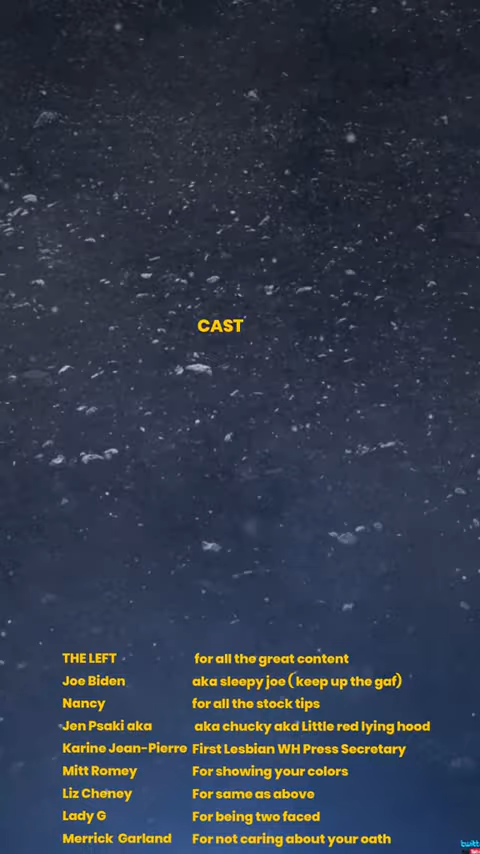 CAST
THE LEFT for all the great content
Joe Biden aka sleepy joe ( keep up the gaf)
Nancy for all the stock tips
Jen Psaki aka aka chucky akd Little red lying hood
Karine Jean-Pierre First Lesbian WH Press Secretary
Mitt Romey For showing your colors
Liz Cheney For same as above
Lady G For being two faced
Merrick Garland For not caring about your oath